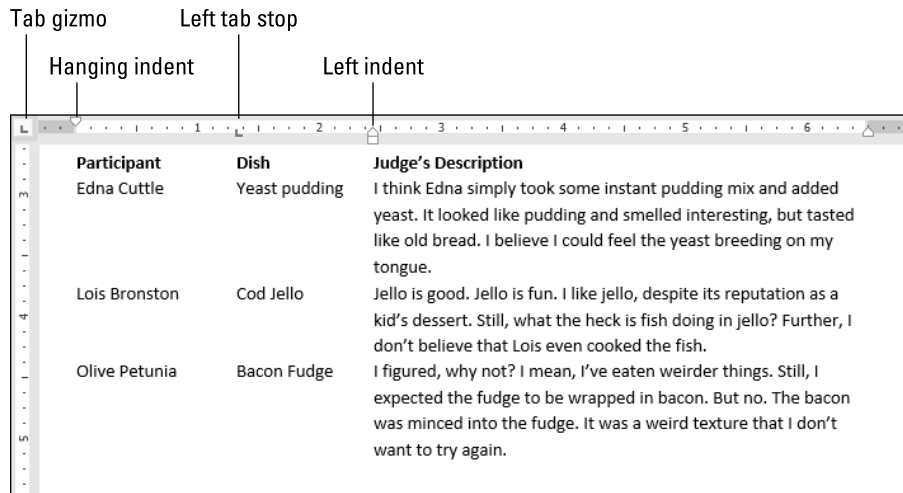 Tab gizmo Left tab stop
Hanging indent Left indent
L 1 2 3 4 5 6
Participant Dish Judge's Description
3
Edna Cuttle Yeast pudding I think Edna simply took some instant pudding mix and added
yeast. It looked like pudding and smelled interesting, but tasted
like old bread. I believe I could feel the yeast breeding on my
tongue.
Lois Bronston Cod Jello Jello is good. Jello is fun. I like jello, despite its reputation as a
4
kid's dessert. Still, what the heck is fish doing in jello? Further, I
don't believe that Lois even cooked the fish.
Olive Petunia Bacon Fudge I figured, why not? I mean, I've eaten weirder things. Still, I
expected the fudge to be wrapped in bacon. But no. The bacon
was minced into the fudge. It was a weird texture that I don't
5
want to try again.